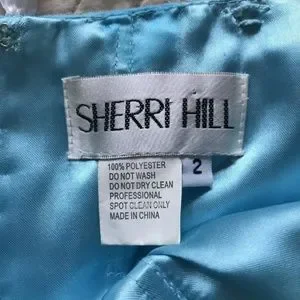 SHERRI HILL
2
100% POLYESTER
DO NOT WASH
DO NOT DRY CLEAN
PROFESSIONAL
SPOT CLEAN ONLY
MADE IN CHINA